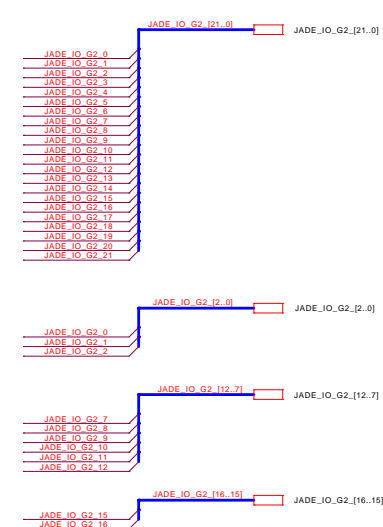 JADE_IO_G2_[21..0] JADE_IO_G2_[21..0]
JADE_IO_G2_0
JADE_IO_G2_1
JADE_IO_G2_2
JADE_IO_G2_3
JADE_IO_G2_4
JADE_IO_G2_5
JADE_IO_G2_6
JADE_IO_G2_7
JADE_IO_G2_8
JADE_IO_G2_9
JADE_IO_G2_10
JADE_IO_G2_11
JADE_IO_G2_12
JADE_IO_G2_13
JADE_IO_G2_14
JADE_IO_G2_15
JADE_IO_G2_16
JADE_IO_G2_17
JADE_IO_G2_18
JADE_IO_G2_19
JADE_IO_G2_20
JADE_IO_G2_21
JADE_IO_G2_[2..0] JADE_IO_G2_[2..0]
JADE_IO_G2_0
JADE_IO_G2_1
JADE_IO_G2_2
JADE_IO_G2_[12..7] JADE_IO_G2_[12..7]
JADE_IO_G2_7
JADE_IO_G2_8
JADE_IO_G2_9
JADE_IO_G2_10
JADE_IO_G2_11
JADE_IO_G2_12
JADE_IO_G2_[16..15] JADE_IO_G2_[16..15]
JADE_IO_G2_15
JADE_IO_G2_16